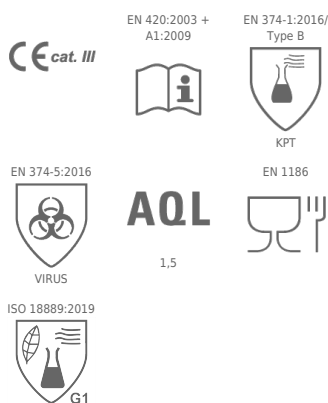 CE cat. III
EN 420:2003 +
A1:2009
i
EN 374-1:2016/
Type B
KPT
EN 374-5:2016
VIRUS
AQL
1,5
EN 1186
ISO 18889:2019
G1